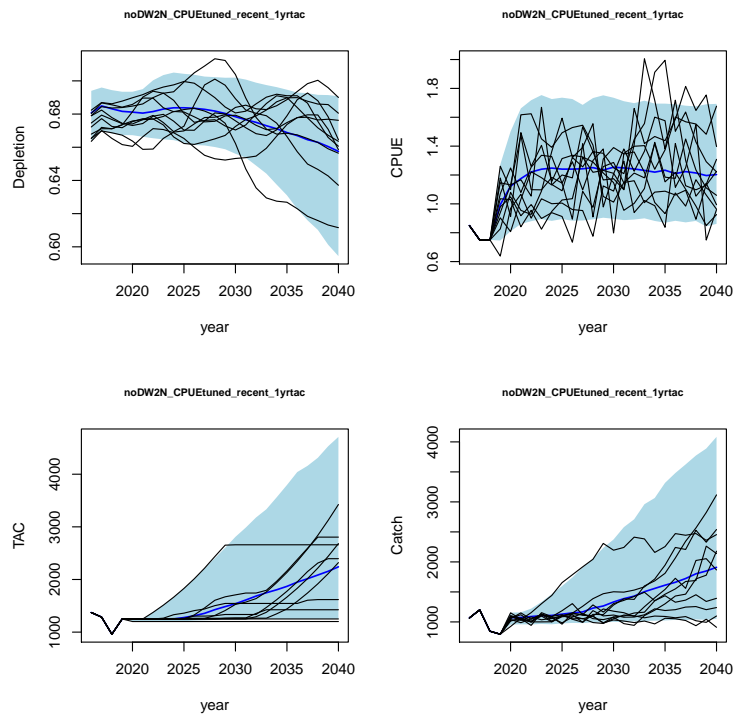 noDW2N_CPUEtuned_recent_1yrtac
noDW2N_CPUEtuned_recent_1yrtac
Depletion
0.60 0.64 0.68
2020 2025 2030 2035 2040
year
CPUE
0.6 1.0 1.4 1.8
2020 2025 2030 2035 2040
year
noDW2N_CPUEtuned_recent_1yrtac
noDW2N_CPUEtuned_recent_1yrtac
TAC
1000 2000 3000 4000
2020 2025 2030 2035 2040
year
Catch
1000 2000 3000 4000
2020 2025 2030 2035 2040
year